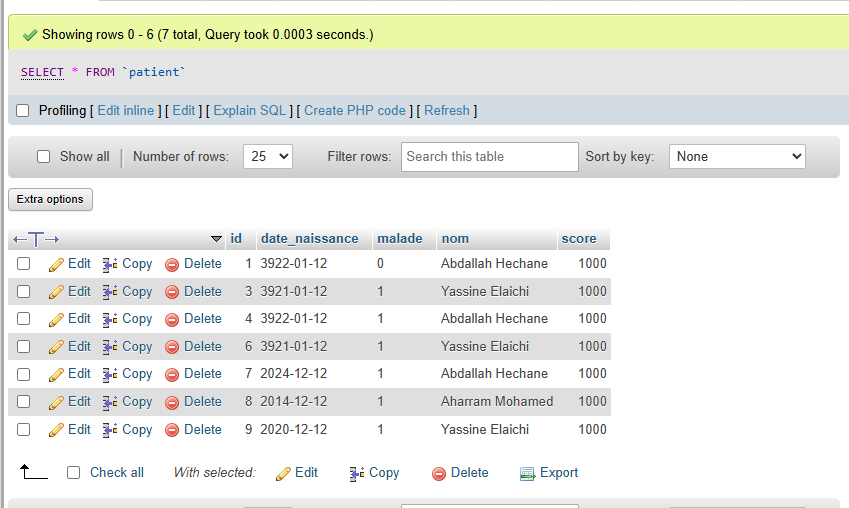 Showing rows 0 - 6 (7 total, Query took 0.0003 seconds.)
SELECT * FROM `patient`
Profiling [ Edit inline ] [ Edit ] [ Explain SQL ] [ Create PHP code ] [ Refresh ]
Show all Number of rows: 25 Filter rows: Search this table Sort by key: None
Extra options
id date_naissance malade nom score
Edit Copy Delete 1 3922-01-12 0 Abdallah Hechane 1000
Edit Copy Delete 3 3921-01-12 1 Yassine Elaichi 1000
Edit Copy Delete 4 3922-01-12 1 Abdallah Hechane 1000
Edit Copy Delete 6 3921-01-12 1 Yassine Elaichi 1000
Edit Copy Delete 7 2024-12-12 1 Abdallah Hechane 1000
Edit Copy Delete 8 2014-12-12 1 Aharram Mohamed 1000
Edit Copy Delete 9 2020-12-12 1 Yassine Elaichi 1000
Check all With selected: Edit Copy Delete Export